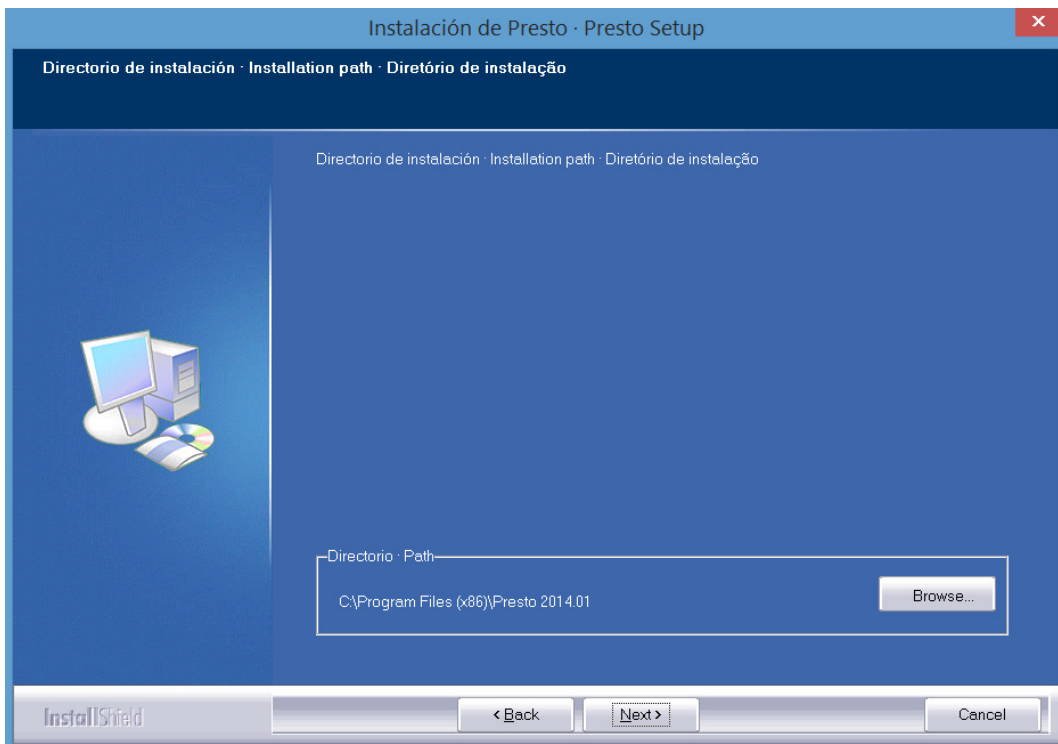 Instalación de Presto · Presto Setup
Directorio de instalación · Installation path · Diretório de instalação
Directorio de instalación · Installation path · Diretório de instalação
Directorio · Path
C:\Program Files (x86)\Presto 2014.01
Browse...
InstallShield
< Back
Next >
Cancel